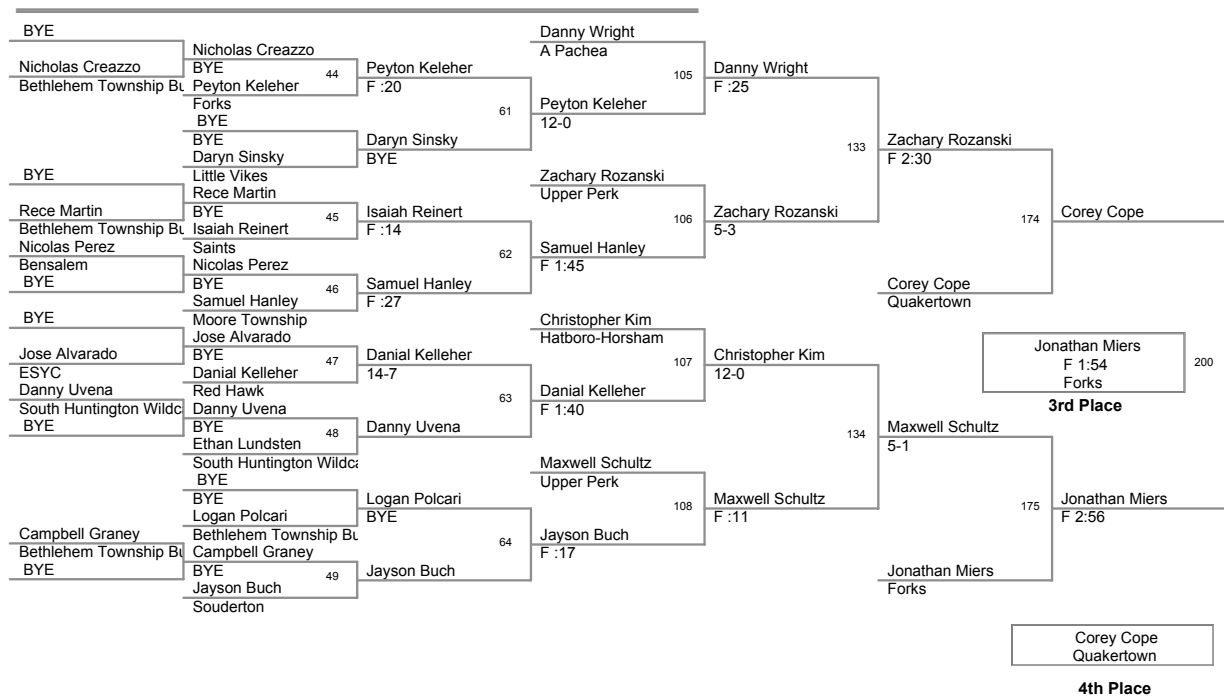 BYE
Nicholas Creazzo
Bethlehem Township Bu
BYE
Rece Martin
Bethlehem Township Bu
Nicolas Perez
Bensalem
BYE
BYE
Jose Alvarado
ESYC
Danny Uvena
South Huntington Wildca
BYE
Campbell Graney
Bethlehem Township Bu
BYE
Nicholas Creazzo
BYE
44
Peyton Keleher
Forks
BYE
BYE
Daryn Sinsky
Little Vikes
Rece Martin
BYE
45
Isaiah Reinert
Saints
Nicolas Perez
BYE
46
Samuel Hanley
Moore Township
Jose Alvarado
BYE
47
Danial Kelleher
Red Hawk
Danny Uvena
BYE
48
Ethan Lundsten
South Huntington Wildca
BYE
BYE
Logan Polcari
Bethlehem Township Bu
Campbell Graney
BYE
49
Jayson Buch
Souderton
Peyton Keleher
F :20
61
Daryn Sinsky
BYE
Isaiah Reinert
F :14
62
Samuel Hanley
F :27
Danial Kelleher
14-7
63
Danny Uvena
Logan Polcari
BYE
64
Jayson Buch
Danny Wright
A Pachea
105
Peyton Keleher
12-0
Zachary Rozanski
Upper Perk
106
Samuel Hanley
F 1:45
Christopher Kim
Hatboro-Horsham
107
Danial Kelleher
F 1:40
Maxwell Schultz
Upper Perk
108
Jayson Buch
F :17
Danny Wright
F :25
133
Zachary Rozanski
5-3
Christopher Kim
12-0
134
Maxwell Schultz
F :11
Zachary Rozanski
F 2:30
174
Corey Cope
Quakertown
Maxwell Schultz
5-1
175
Jonathan Miers
Forks
Corey Cope
Jonathan Miers
F 1:54
Forks
200
3rd Place
Jonathan Miers
F 2:56
Corey Cope
Quakertown
4th Place